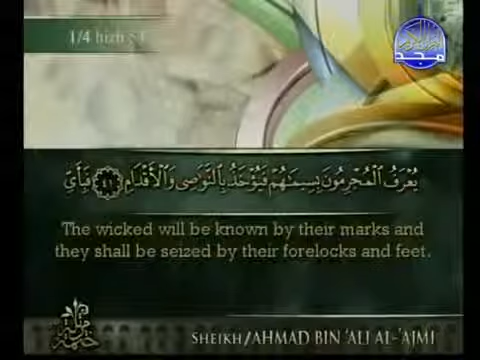 1/4 hizb 54
يُعْرَفُ الْمُجْرِمُونَ بِسِيمَاهُمْ فَيُؤْخَذُ بِالنَّوَاصِي وَالْأَقْدَامِ ٤١ فَبِأَيِّ
The wicked will be known by their marks and
they shall be seized by their forelocks and feet.
SHEIKH/AHMAD BIN 'ALI AL-'AJMI